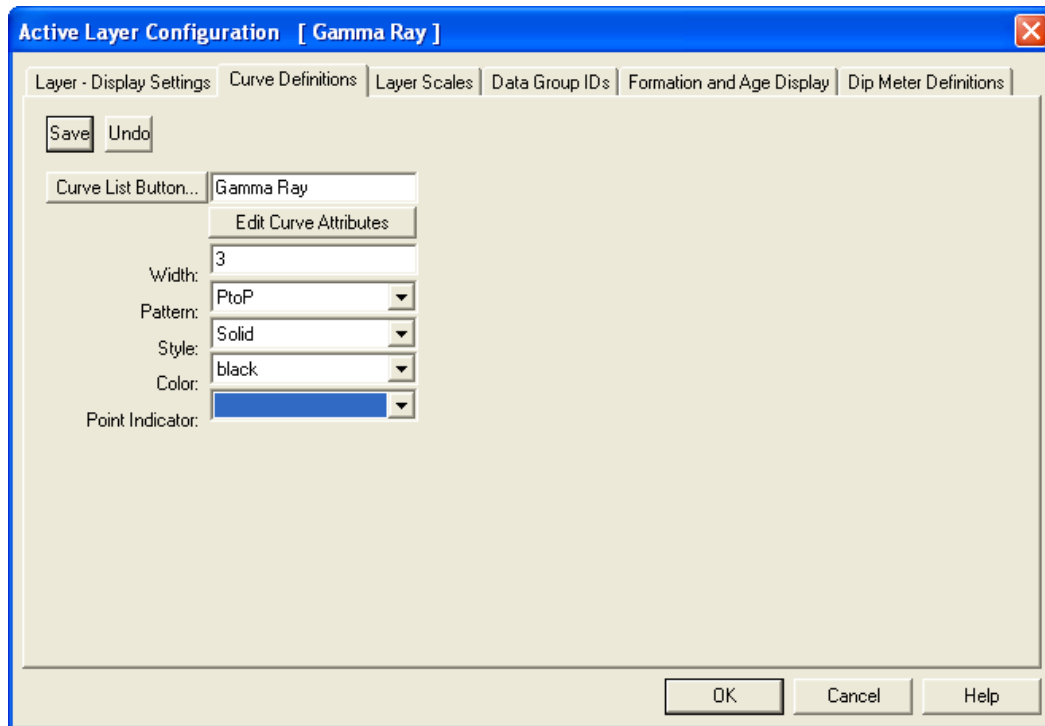 Active Layer Configuration [ Gamma Ray ]
Layer - Display Settings Curve Definitions Layer Scales Data Group IDs Formation and Age Display Dip Meter Definitions
Save Undo
Curve List Button... Gamma Ray
Edit Curve Attributes
Width: 3
Pattern: PtoP
Style: Solid
Color: black
Point Indicator:
OK Cancel Help